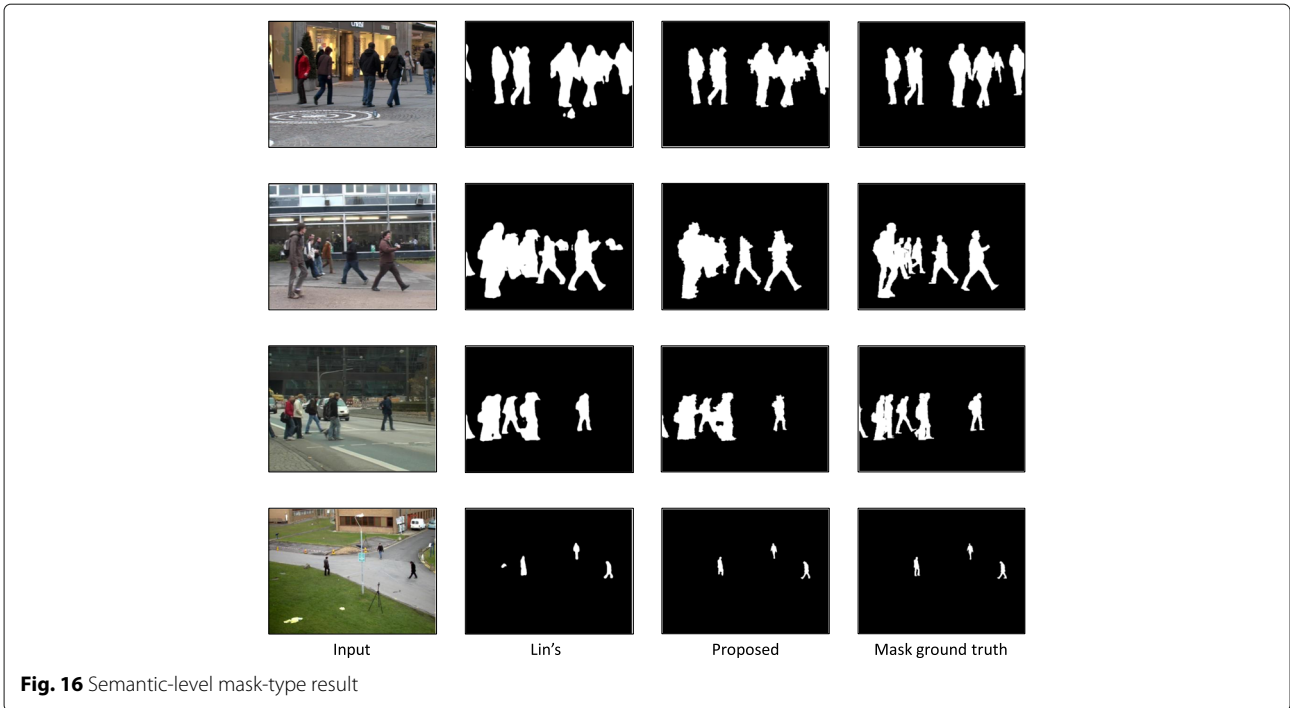 Input Lin's Proposed Mask ground truth
Fig. 16 Semantic-level mask-type result